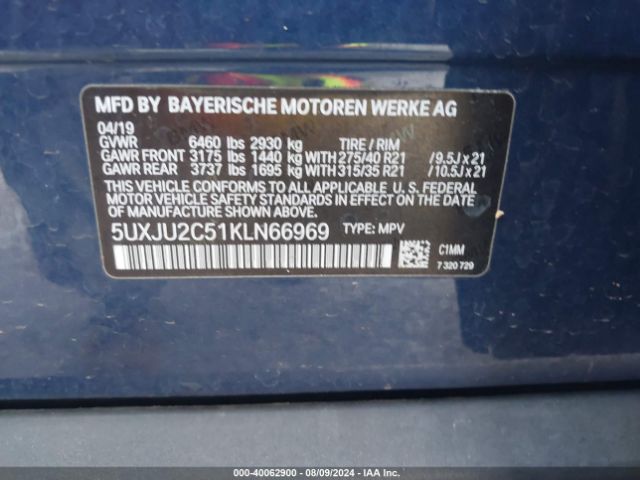 MFD BY BAYERISCHE MOTOREN WERKE AG
04/19
GVWR 6460 lbs 2930 kg TIRE / RIM
GAWR FRONT 3175 lbs 1440 kg WITH 275/40 R21 / 9.5J x 21
GAWR REAR 3737 lbs 1695 kg WITH 315/35 R21 / 10.5J x 21
THIS VEHICLE CONFORMS TO ALL APPLICABLE U. S. FEDERAL
MOTOR VEHICLE SAFETY STANDARDS IN EFFECT ON THE DATE
OF MANUFACTURE SHOWN ABOVE.
5UXJU2C51KLN66969 TYPE: MPV
C1MM
7 320 729
000-40062900 - 08/09/2024 - IAAI.COM